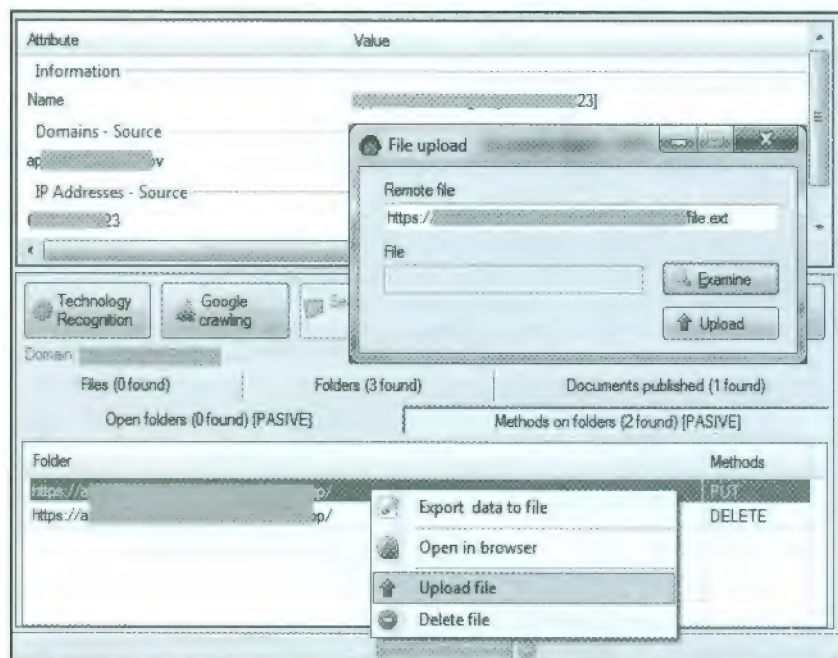 Attribute Value
Information
Name 23]
Domains - Source
ap v
IP Addresses - Source
23
File upload
Remote file
https:// file.ext
File
Examine
Upload
Technology Recognition
Google crawling
Se
Domain
Files (0 found) Folders (3 found) Documents published (1 found)
Open folders (0 found) [PASIVE] Methods on folders (2 found) [PASIVE]
Folder Methods
https://a op/ PUT
https://a op/ DELETE
Export data to file
Open in browser
Upload file
Delete file